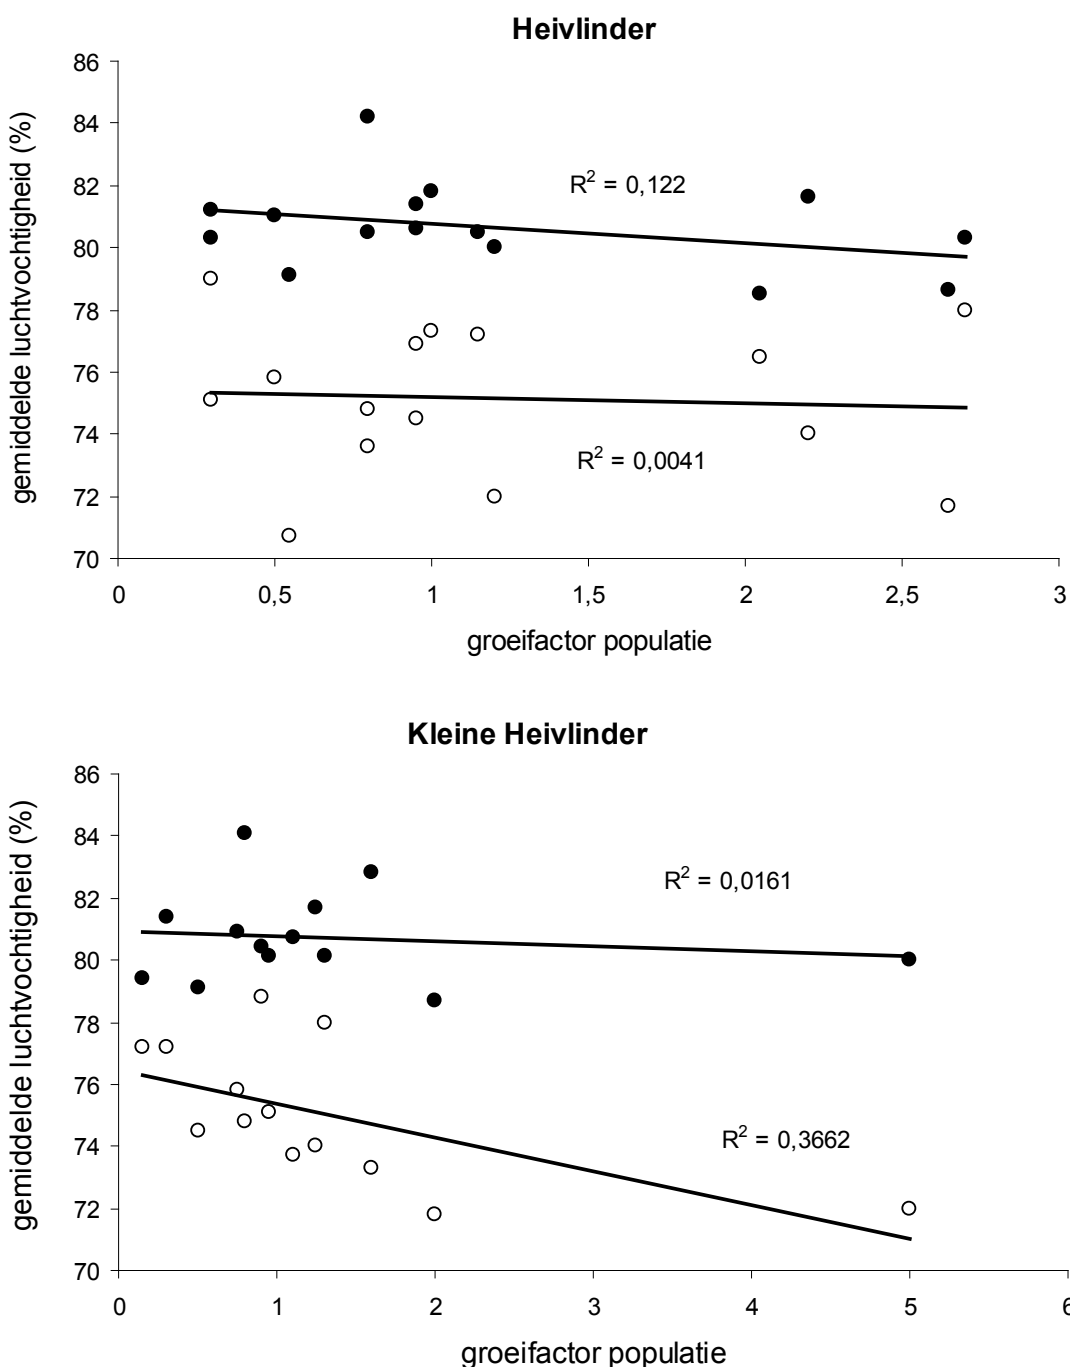 Heivlinder
gemiddelde luchtvochtigheid (%)
86
84
82
80
78
76
74
72
70
R² = 0,122
R² = 0,0041
0 0,5 1 1,5 2 2,5 3
groeifactor populatie
Kleine Heivlinder
gemiddelde luchtvochtigheid (%)
86
84
82
80
78
76
74
72
70
R² = 0,0161
R² = 0,3662
0 1 2 3 4 5 6
groeifactor populatie